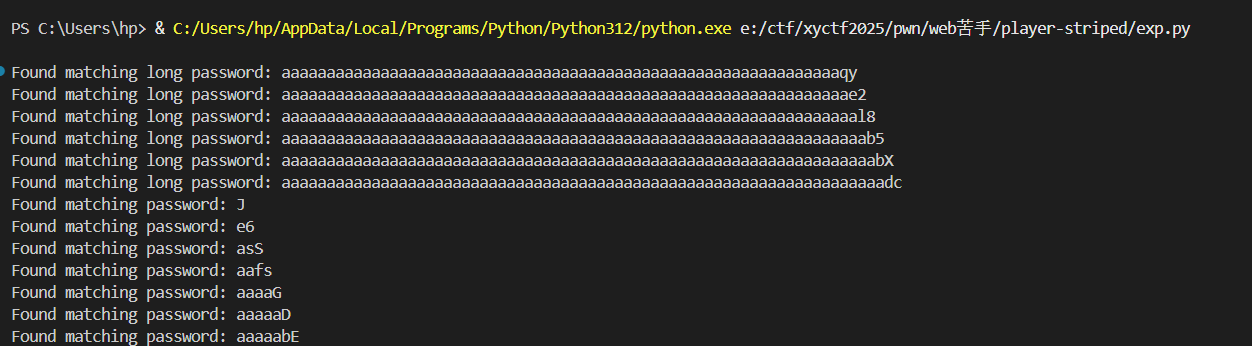 PS C:\Users\hp> & C:/Users/hp/AppData/Local/Programs/Python/Python312/python.exe e:/ctf/xyctf2025/pwn/web苦手/player-striped/exp.py
Found matching long password: aaaaaaaaaaaaaaaaaaaaaaaaaaaaaaaaaaaaaaaaaaaaaaaaaaaaaaaaaaaaaaqy
Found matching long password: aaaaaaaaaaaaaaaaaaaaaaaaaaaaaaaaaaaaaaaaaaaaaaaaaaaaaaaaaaaaaaae2
Found matching long password: aaaaaaaaaaaaaaaaaaaaaaaaaaaaaaaaaaaaaaaaaaaaaaaaaaaaaaaaaaaaaaaal8
Found matching long password: aaaaaaaaaaaaaaaaaaaaaaaaaaaaaaaaaaaaaaaaaaaaaaaaaaaaaaaaaaaaaaaaab5
Found matching long password: aaaaaaaaaaaaaaaaaaaaaaaaaaaaaaaaaaaaaaaaaaaaaaaaaaaaaaaaaaaaaaaaaabX
Found matching long password: aaaaaaaaaaaaaaaaaaaaaaaaaaaaaaaaaaaaaaaaaaaaaaaaaaaaaaaaaaaaaaaaaaadc
Found matching password: J
Found matching password: e6
Found matching password: asS
Found matching password: aafs
Found matching password: aaaaG
Found matching password: aaaaaD
Found matching password: aaaaabE